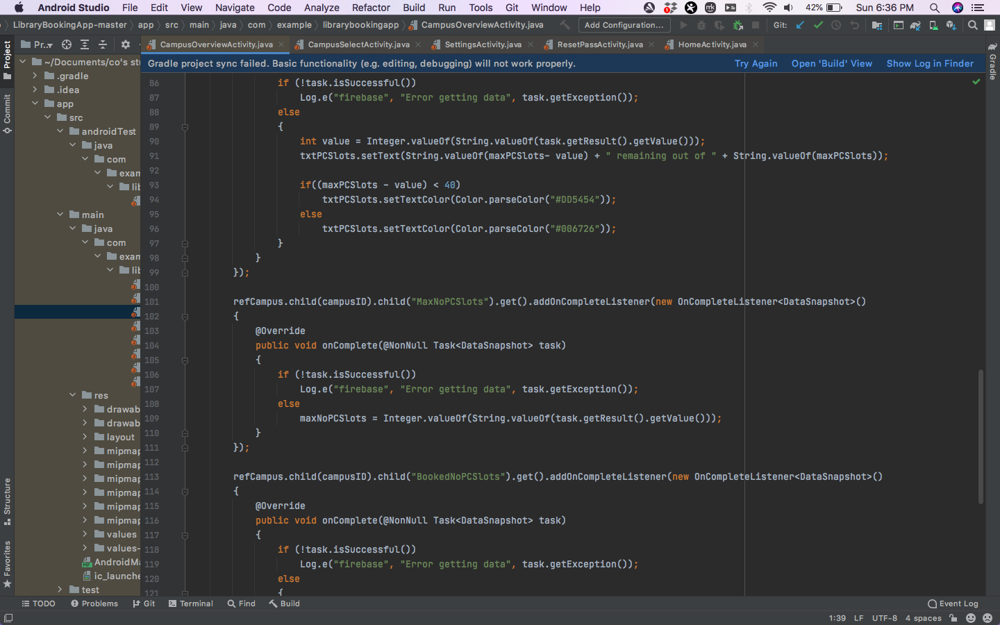 Android Studio File Edit View Navigate Code Analyze Refactor Build Run Tools Git Window Help 42% Sun 6:36 PM
LibraryBookingApp-master app src main java com example librarybookingapp CampusOverviewActivity.java Add Configuration... Git:
Project Pr... CampusOverviewActivity.java CampusSelectActivity.java SettingsActivity.java ResetPassActivity.java HomeActivity.java Gradle
~/Documents/co's stu Gradle project sync failed. Basic functionality (e.g. editing, debugging) will not work properly. Try Again Open 'Build' View Show Log in Finder
.gradle
.idea
app
src
androidTest
java
com
exam
lib
main
java
com
exam
lib
res
drawab
drawab
layout
mipmap
mipmap
mipmap
mipmap
mipmap
mipmap
values
values-
AndroidMa
ic_launche
test
Commit
Structure
Favorites
86 if (!task.isSuccessful())
87 Log.e("firebase", "Error getting data", task.getException());
88 else
89 {
90 int value = Integer.valueOf(String.valueOf(task.getResult().getValue()));
91 txtPCSlots.setText(String.valueOf(maxPCSlots- value) + " remaining out of " + String.valueOf(maxPCSlots));
92
93 if((maxPCSlots - value) < 40)
94 txtPCSlots.setTextColor(Color.parseColor("#DD5454"));
95 else
96 txtPCSlots.setTextColor(Color.parseColor("#006726"));
97 }
98 }
99 });
100
101 refCampus.child(campusID).child("MaxNoPCSlots").get().addOnCompleteListener(new OnCompleteListener<DataSnapshot>()
102 {
103 @Override
104 public void onComplete(@NonNull Task<DataSnapshot> task)
105 {
106 if (!task.isSuccessful())
107 Log.e("firebase", "Error getting data", task.getException());
108 else
109 maxNoPCSlots = Integer.valueOf(String.valueOf(task.getResult().getValue()));
110 }
111 });
112
113 refCampus.child(campusID).child("BookedNoPCSlots").get().addOnCompleteListener(new OnCompleteListener<DataSnapshot>()
114 {
115 @Override
116 public void onComplete(@NonNull Task<DataSnapshot> task)
117 {
118 if (!task.isSuccessful())
119 Log.e("firebase", "Error getting data", task.getException());
120 else
121 {
TODO Problems Git Terminal Find Build Event Log
1:39 LF UTF-8 4 spaces